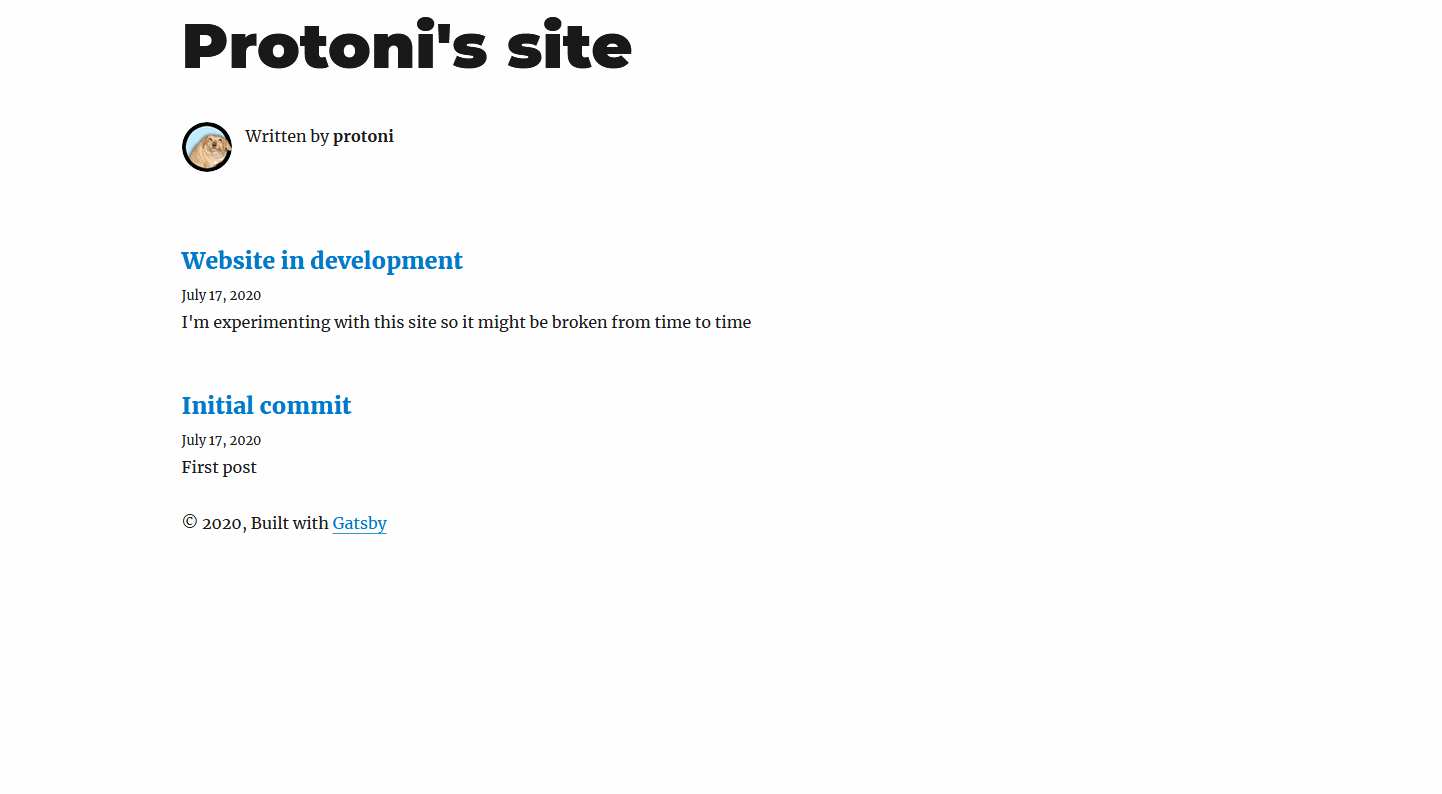 Protoni's site
Written by protoni
Website in development
July 17, 2020
I'm experimenting with this site so it might be broken from time to time
Initial commit
July 17, 2020
First post
© 2020, Built with Gatsby